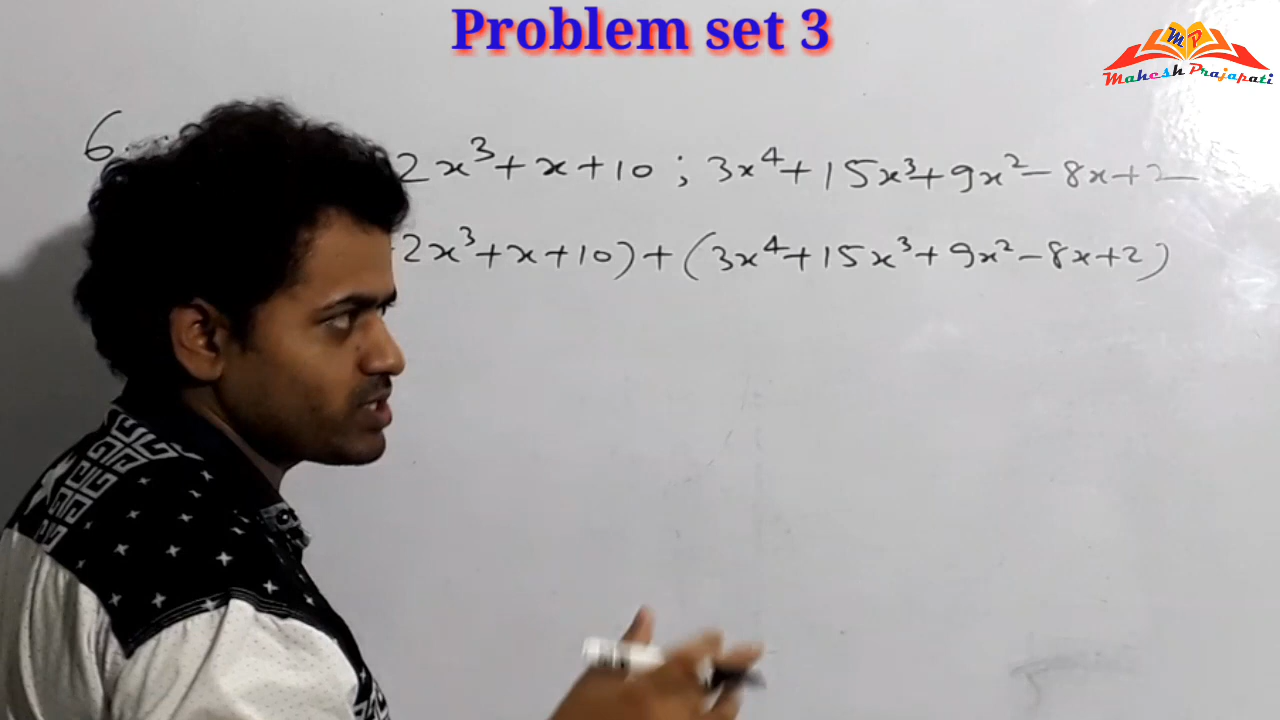 Problem set 3
MP
Mahesh Prajapati
6.
2x³+x+10 ; 3x⁴+15x³+9x²-8x+2
2x³+x+10)+(3x⁴+15x³+9x²-8x+2)